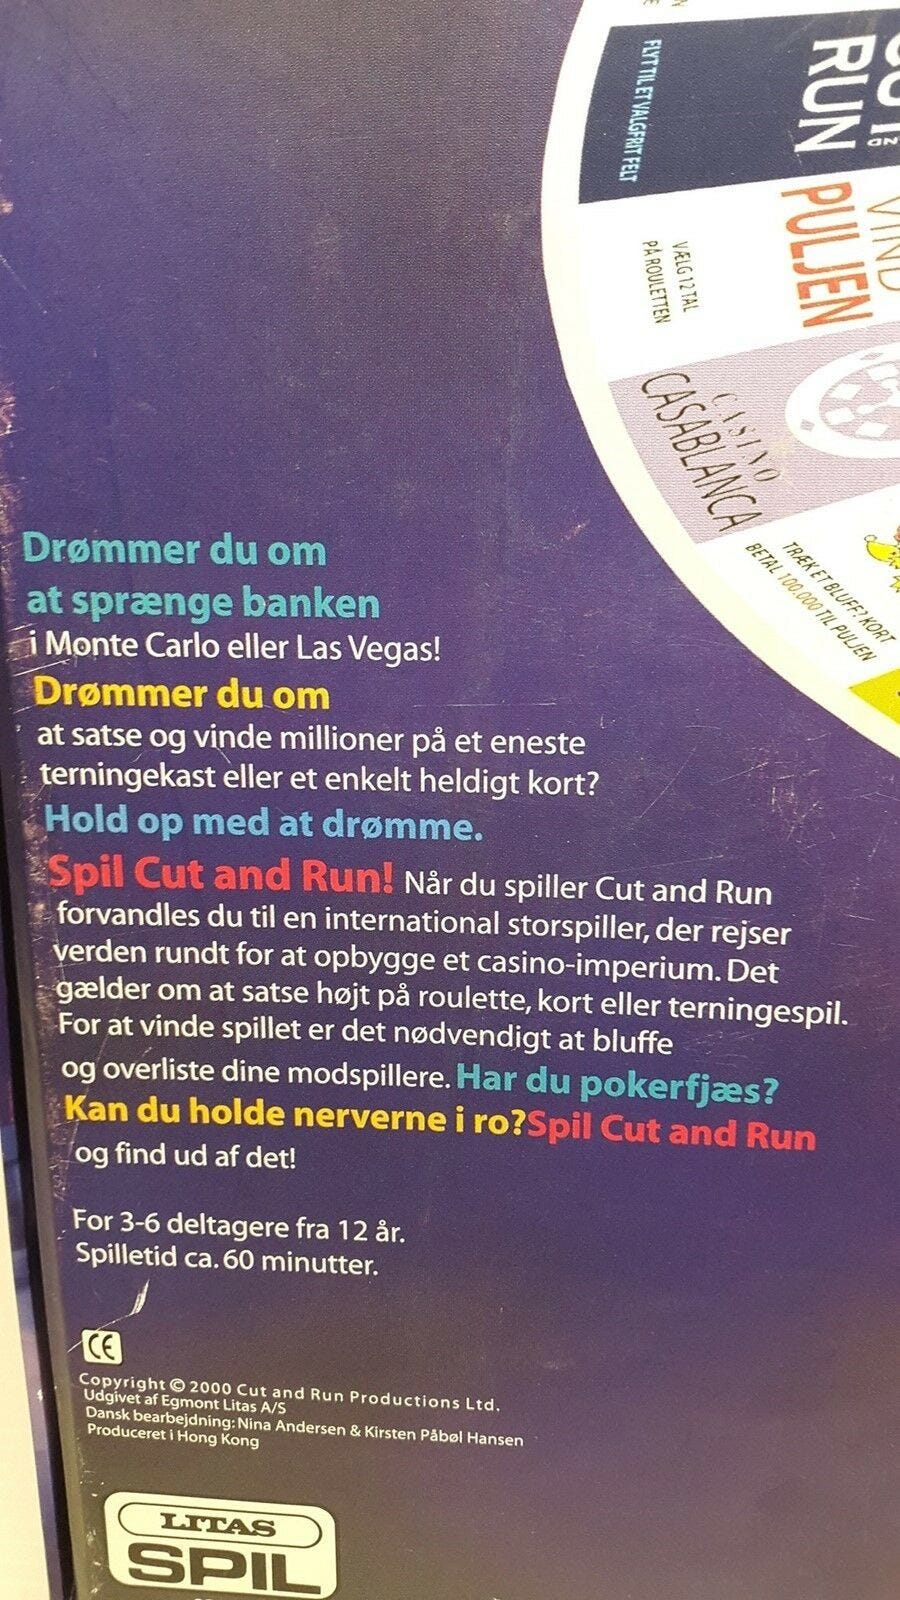 FLYT TIL ET VALGFRIT FELT
CUT
AND
RUN
VIND
PULJEN
VÆLG 12 TAL
PÅ ROULETTEN
CASINO
CASABLANCA
TRÆK ET BLUFF? KORT
BETAL 100.000 TIL PULJEN
Drømmer du om
at sprænge banken
i Monte Carlo eller Las Vegas!
Drømmer du om
at satse og vinde millioner på et eneste
terningekast eller et enkelt heldigt kort?
Hold op med at drømme.
Spil Cut and Run! Når du spiller Cut and Run
forvandles du til en international storspiller, der rejser
verden rundt for at opbygge et casino-imperium. Det
gælder om at satse højt på roulette, kort eller terningespil.
For at vinde spillet er det nødvendigt at bluffe
og overliste dine modspillere. Har du pokerfjæs?
Kan du holde nerverne i ro? Spil Cut and Run
og find ud af det!
For 3-6 deltagere fra 12 år.
Spilletid ca. 60 minutter.
CE
Copyright © 2000 Cut and Run Productions Ltd.
Udgivet af Egmont Litas A/S
Dansk bearbejdning: Nina Andersen & Kirsten Påbøl Hansen
Produceret i Hong Kong
LITAS
SPIL